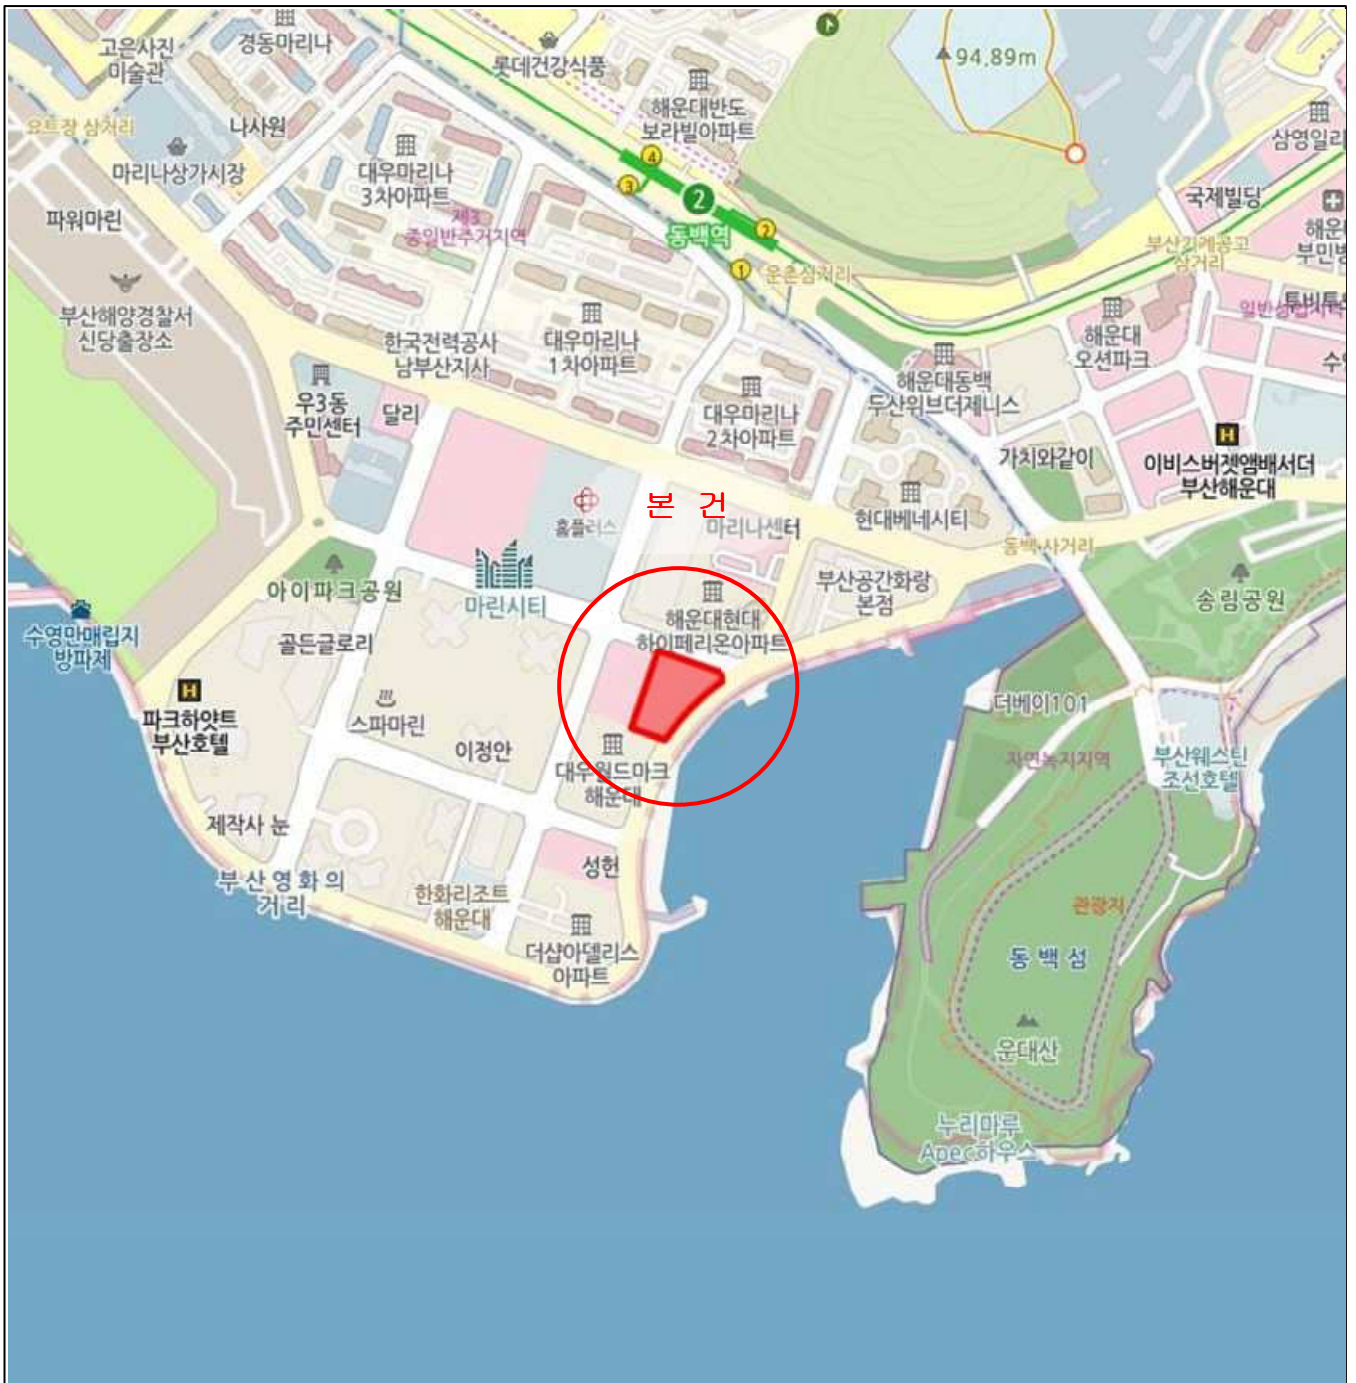 고은사진
미술관
경동마리나
롯데건강식품
94.89m
해운대반도
보라빌아파트
요트장 삼거리
나사원
마리나상가시장
대우마리나
3차아파트
제3
종일반주거지역
4
3
2
동백역
2
1
운촌삼거리
삼영일리
국제빌딩
해운대
부민병
부산기계공고
삼거리
파워마린
부산해양경찰서
신당출장소
한국전력공사
남부산지사
대우마리나
1차아파트
해운대
오션파크
일반상업지역
우3동
주민센터
달리
대우마리나
2차아파트
해운대동백
두산위브더제니스
가치와같이
H
이비스버젯앰배서더
부산해운대
홈플러스
본 건
마리나센터
현대베네시티
동백사거리
아이파크공원
마린시티
해운대현대
하이페리온아파트
부산공간화랑
본점
송림공원
수영만매립지
방파제
골든글로리
H
파크하얏트
부산호텔
스파마린
이정안
대우월드마크
해운대
더베이101
자연녹지지역
부산웨스틴
조선호텔
제작사 눈
부산영화의
거리
한화리조트
해운대
성헌
더샵아델리스
아파트
관광지
동백섬
운대산
누리마루
Apec하우스